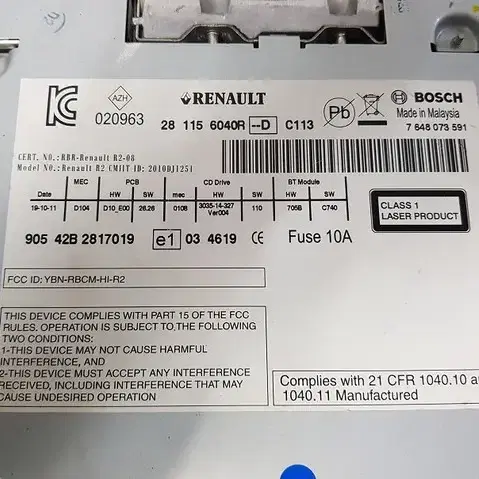 AZH
020963
RENAULT
28 115 6040R --D C113
Pb
BOSCH
Made in Malaysia
7 648 073 591
CERT. NO.:RBR-Renault R2-08
Model No.:Renault R2 CMIIT ID: 2010DJ1251
MEC PCB CD Drive BT Module
Date HW SW mec HW SW HW SW
19-10-11 D104 D10_E00 26.26 0108 3035-14-327 Ver004 110 705B C740
CLASS 1
LASER PRODUCT
905 42B 2817019 e1 03 4619 CE Fuse 10A
FCC ID: YBN-RBCM-HI-R2
THIS DEVICE COMPLIES WITH PART 15 OF THE FCC
RULES. OPERATION IS SUBJECT TO THE FOLLOWING
TWO CONDITIONS:
1-THIS DEVICE MAY NOT CAUSE HARMFUL
INTERFERENCE, AND
2-THIS DEVICE MUST ACCEPT ANY INTERFERENCE
RECEIVED, INCLUDING INTERFERENCE THAT MAY
CAUSE UNDESIRED OPERATION
Complies with 21 CFR 1040.10 a
1040.11 Manufactured